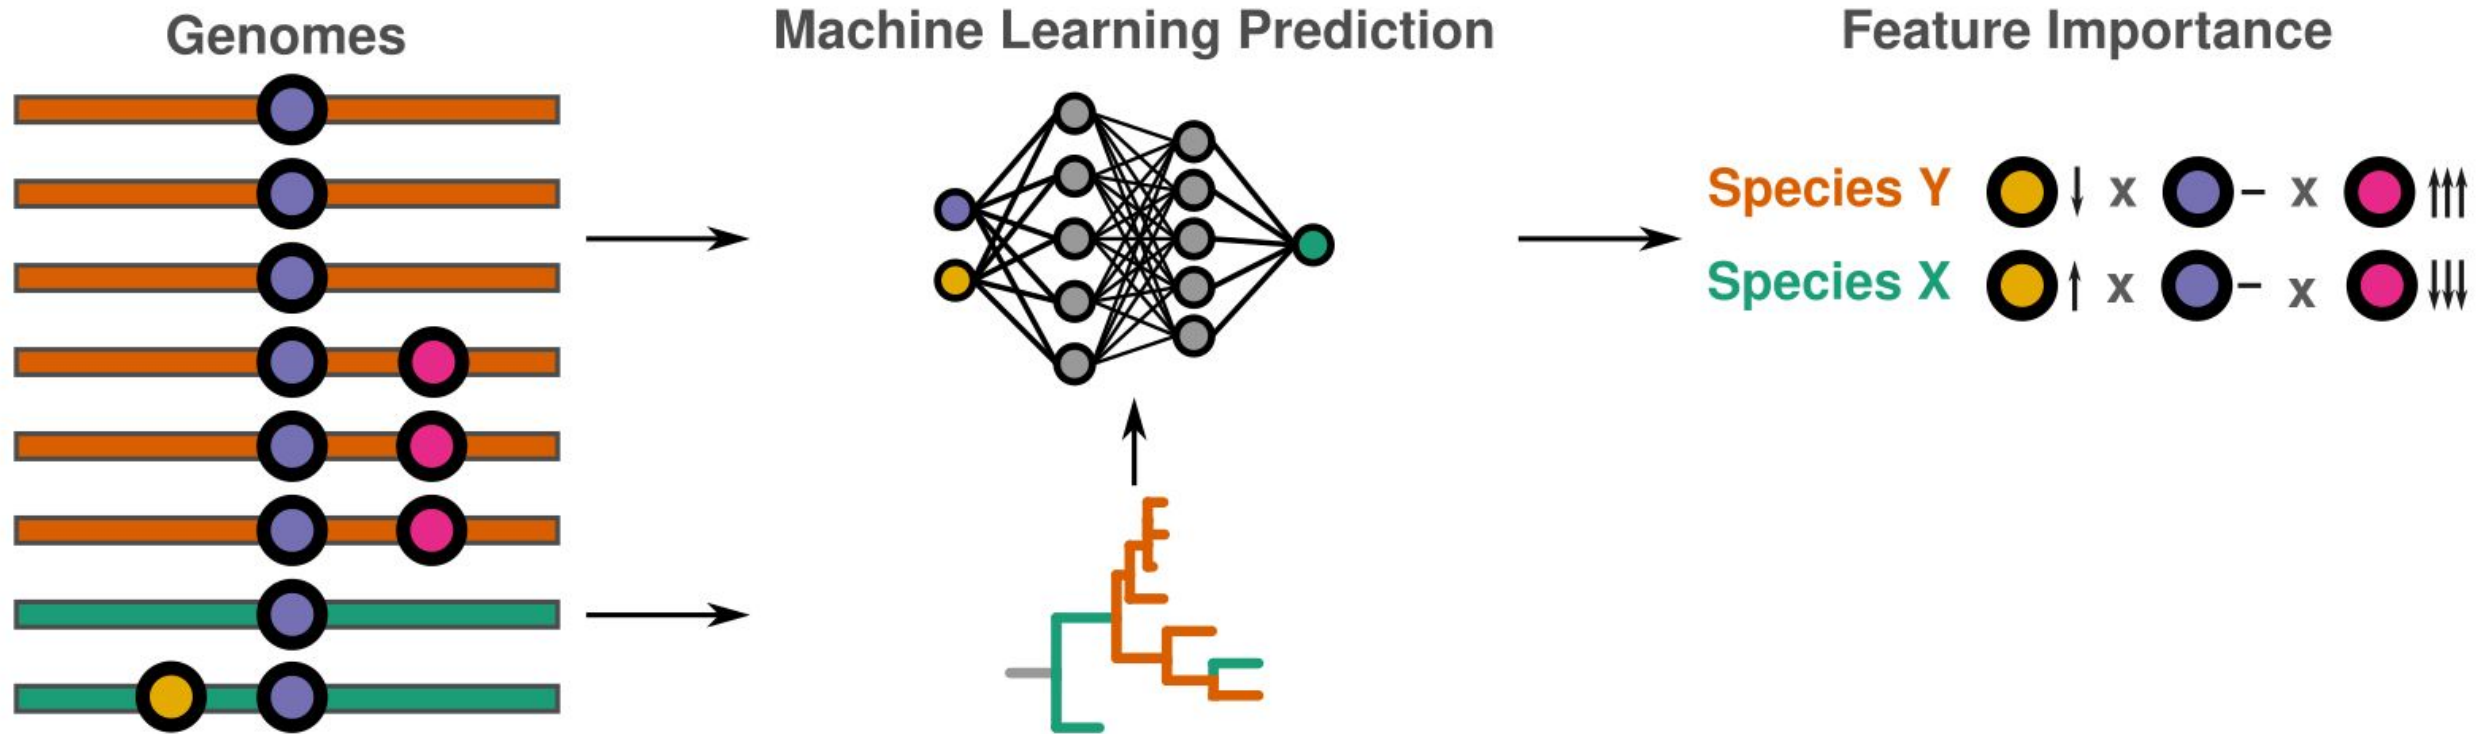 Genomes
Machine Learning Prediction
Feature Importance
Species Y x x
Species X x x